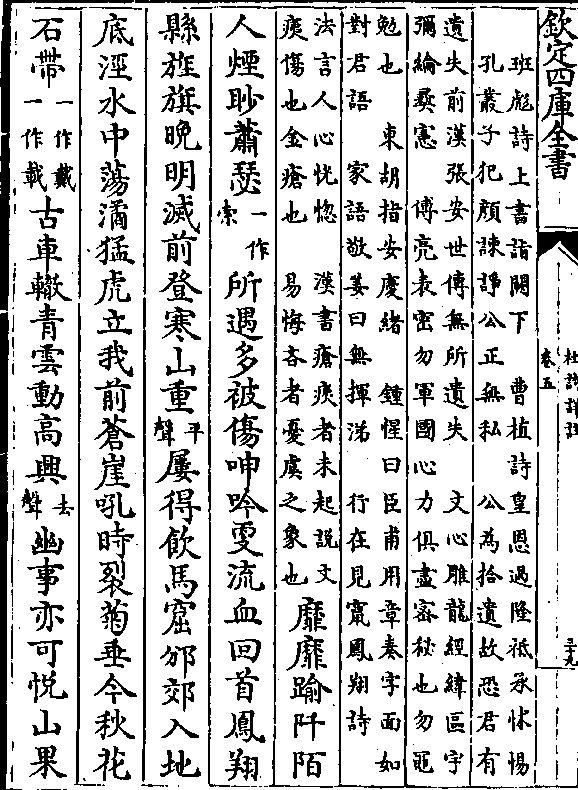 欽定四庫全書
杜詩詳註
卷五
三十九
班彪詩上書詣闕下　曹植詩皇恩過隆祗承怵惕
孔叢子犯顏諫諍公正無私　公為拾遺故恐君有
遺失前漢張安世傳無所遺失　文心雕龍經緯區宇
彌綸彝憲　傅亮表密勿軍國心力俱盡密秘也勿黽
勉也　東胡指安慶緒　鍾惺曰臣甫用章奏字面如
對君語　家語敬姜曰無揮涕　行在見竄鳳翔詩
法言人心恍惚　漢書瘡痍者未起説文
痍傷也金瘡也　易悔吝者憂虞之象也
靡靡踰阡陌
人煙眇蕭瑟一作索所遇多被傷呻吟更流血回首鳳翔
縣旌旗晚明滅前登寒山重平聲屢得飲馬窟邠郊入地
底涇水中蕩潏猛虎立我前蒼崖吼時裂菊垂今秋花
石帶一作戴一作載古車轍青雲動高興去聲幽事亦可悅山果